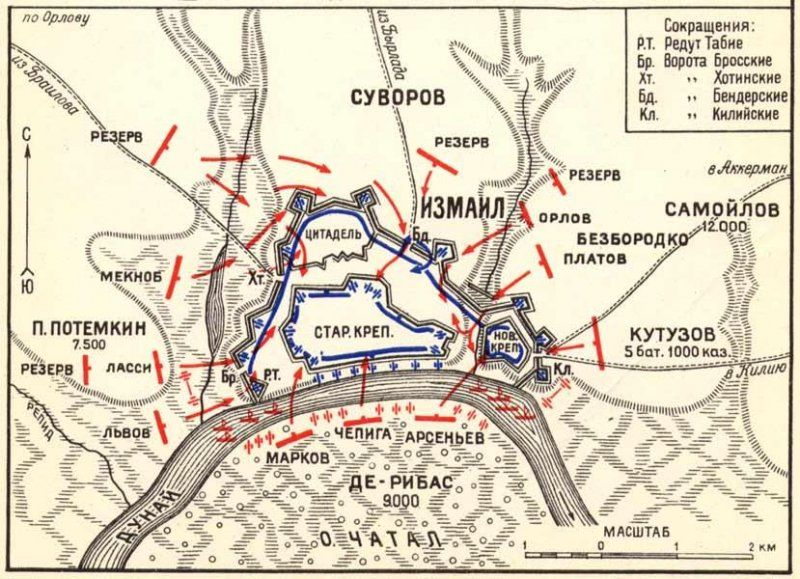 по Орлову
из Браилова
из Бырлада
СУВОРОВ
Сокращения:
Р.Т. Редут Табие
Бр. Ворота Бросские
Хт. „ Хотинские
Бд. „ Бендерские
Кл. „ Килийские
РЕЗЕРВ
РЕЗЕРВ
РЕЗЕРВ
в Аккерман
С
Ю
ИЗМАИЛ
ОРЛОВ
САМОЙЛОВ
12.000
ЦИТАДЕЛЬ
Бд.
БЕЗБОРОДКО
ПЛАТОВ
МЕКНОБ
Хт.
П. ПОТЕМКИН
7.500
СТАР. КРЕП.
НОВ.
КРЕП.
КУТУЗОВ
5 бат. 1000 каз.
РЕЗЕРВ
ЛАССИ
Бр.
Р.Т.
Кл.
в Килию
РЕПИД
ЛЬВОВ
МАРКОВ
ЧЕПИГА
АРСЕНЬЕВ
ДЕ-РИБАС
9.000
ДУНАЙ
О. ЧАТАЛ
МАСШТАБ
1 0 1 2 КМ